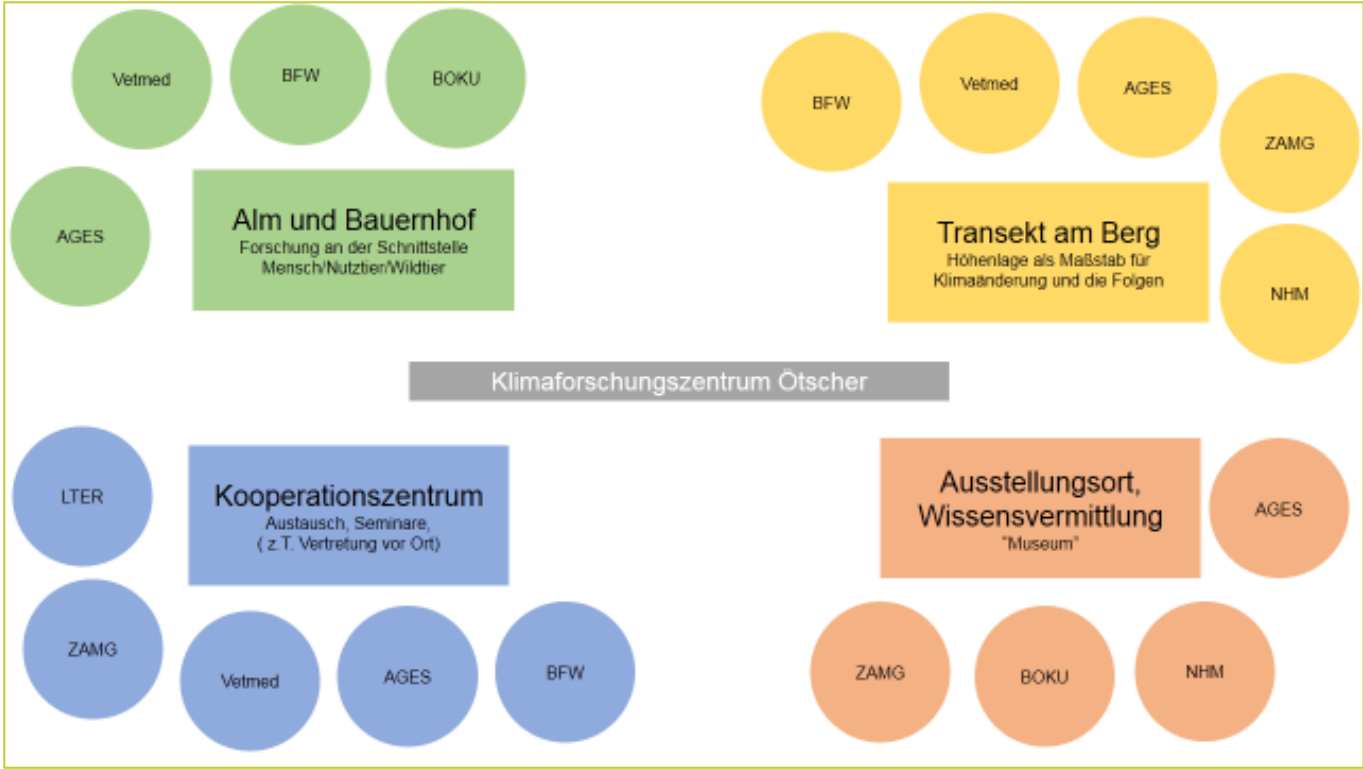 Vetmed
BFW
BOKU
AGES
Alm und Bauernhof
Forschung an der Schnittstelle
Mensch/Nutztier/Wildtier
BFW
Vetmed
AGES
ZAMG
NHM
Transekt am Berg
Höhenlage als Maßstab für
Klimaänderung und die Folgen
Klimaforschungszentrum Ötscher
LTER
Kooperationszentrum
Austausch, Seminare,
( z.T. Vertretung vor Ort)
ZAMG
Vetmed
AGES
BFW
Ausstellungsort,
Wissensvermittlung
"Museum"
AGES
ZAMG
BOKU
NHM